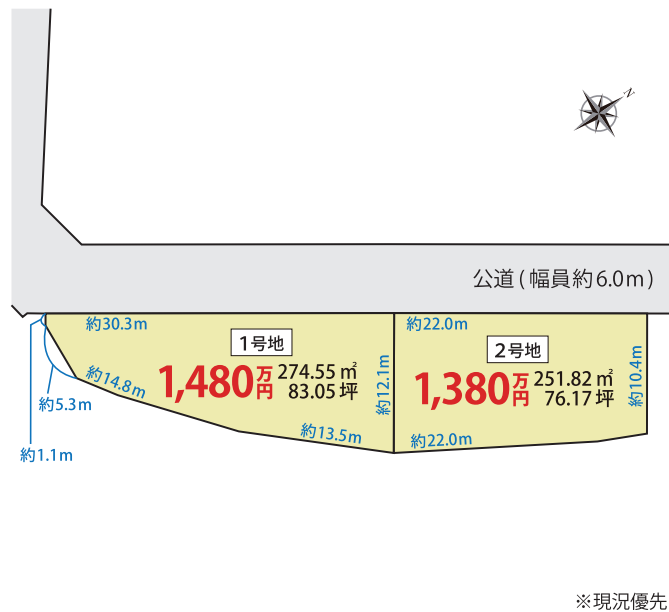 N
公道(幅員約6.0m)
約30.3m
約22.0m
1号地
1,480万円
274.55㎡
83.05坪
2号地
1,380万円
251.82㎡
76.17坪
約12.1m
約10.4m
約14.8m
約5.3m
約13.5m
約22.0m
約1.1m
※現況優先